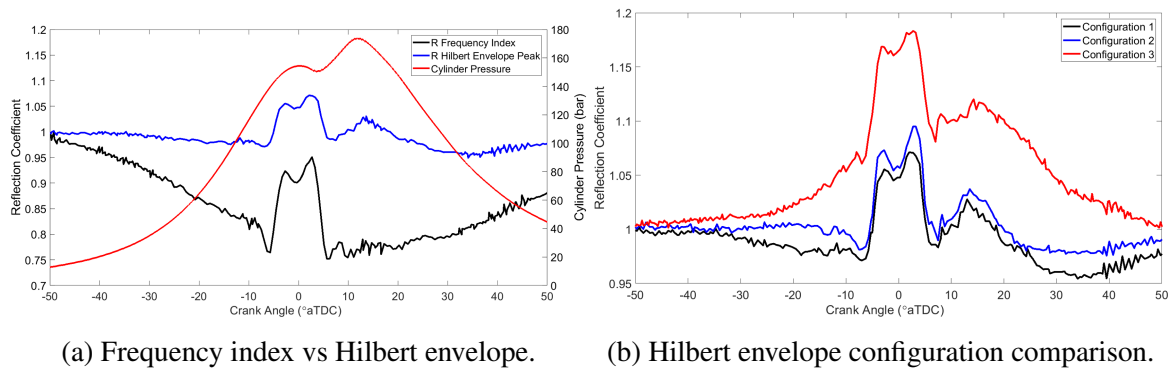 1.2
1.15
1.1
1.05
1
0.95
0.9
0.85
0.8
0.75
0.7
Reflection Coefficient
R Frequency Index
R Hilbert Envelope Peak
Cylinder Pressure
180
160
140
120
100
80
60
40
20
0
Cylinder Pressure (bar)
-50 -40 -30 -20 -10 0 10 20 30 40 50
Crank Angle (°aTDC)
(a) Frequency index vs Hilbert envelope.
1.2
1.15
1.1
1.05
1
0.95
Reflection Coefficient
Configuration 1
Configuration 2
Configuration 3
-50 -40 -30 -20 -10 0 10 20 30 40 50
Crank Angle (°aTDC)
(b) Hilbert envelope configuration comparison.